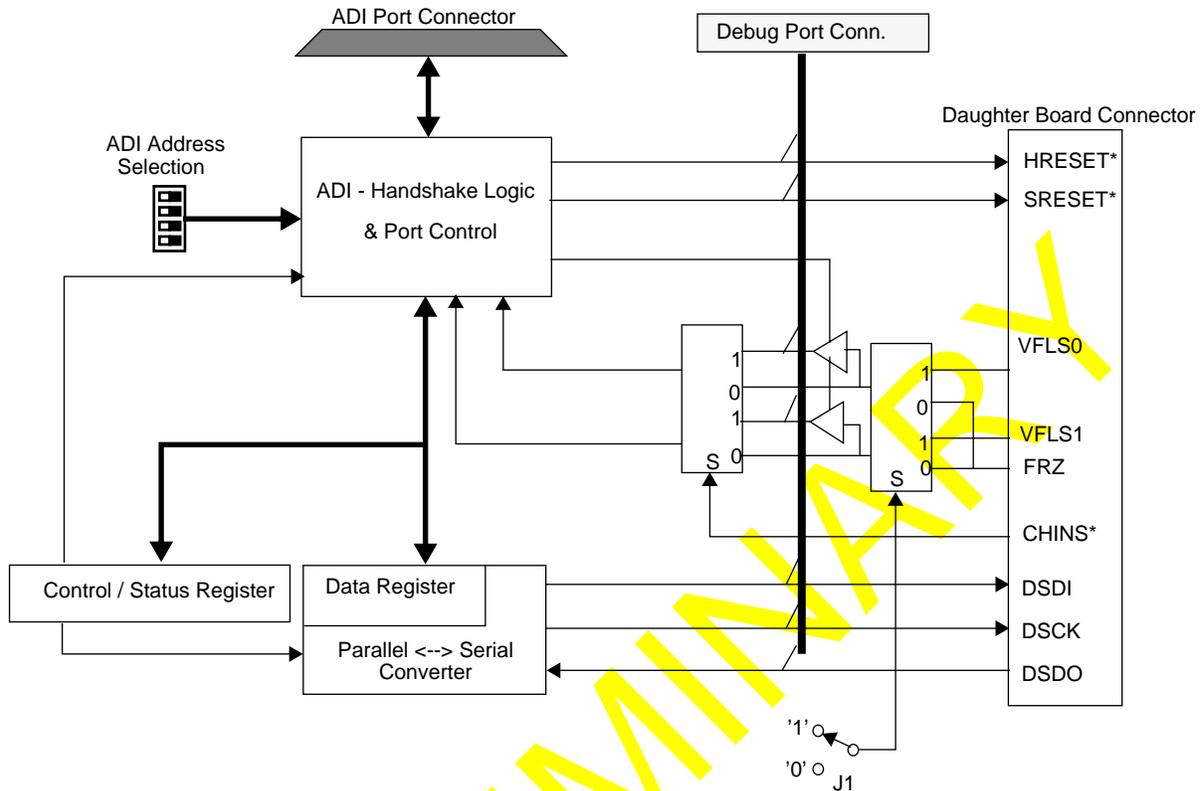 ADI Port Connector
Debug Port Conn.
Daughter Board Connector
ADI Address
Selection
ADI - Handshake Logic
& Port Control
HRESET*
SRESET*
VFLS0
1
1
0
0
1
1
VFLS1
0
S
0
FRZ
S
CHINS*
Control / Status Register
Data Register
Parallel <--> Serial
Converter
DSDI
DSCK
DSDO
'1'
'0'
J1
MINARY